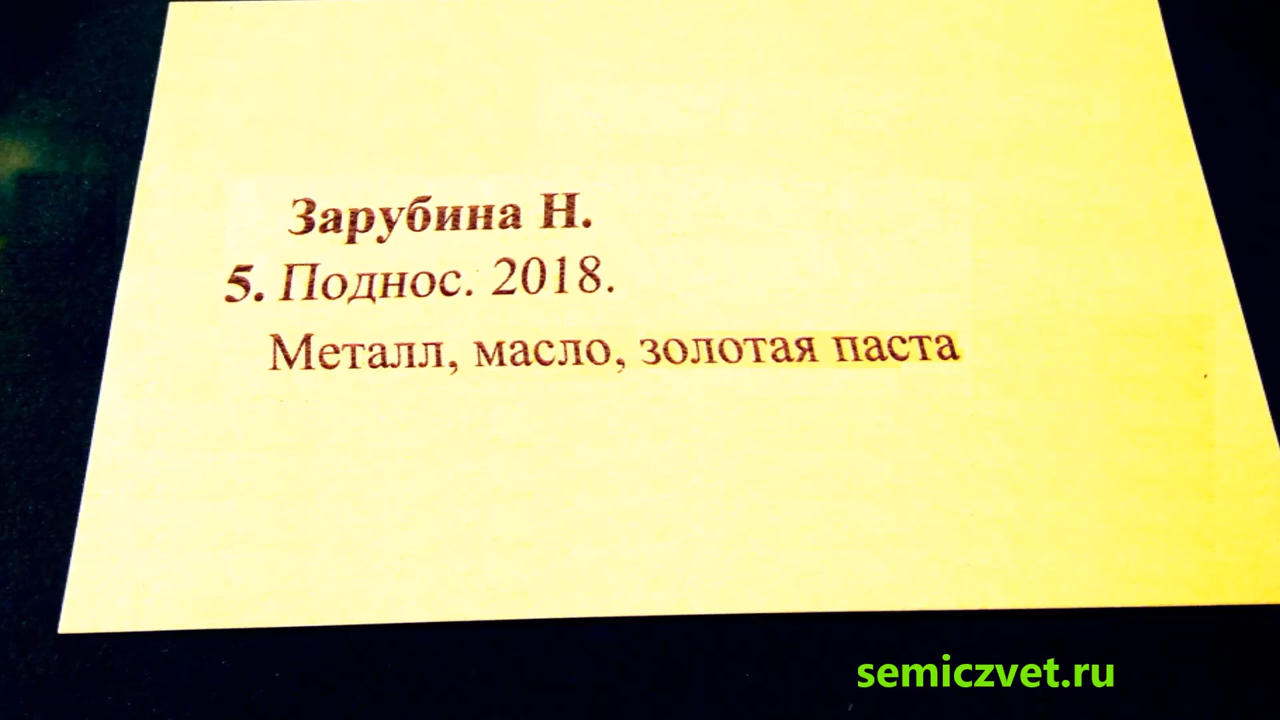 Зарубина Н.
5. Поднос. 2018.
Металл, масло, золотая паста
semiczvet.ru